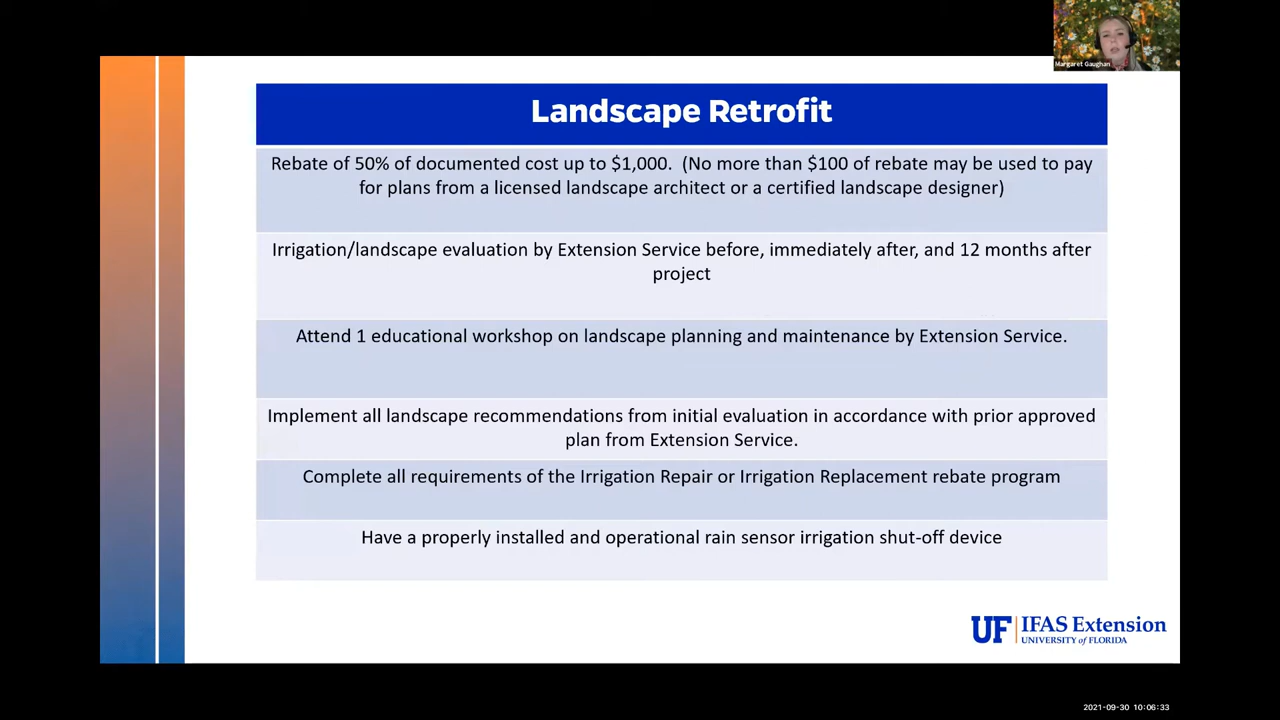 Margaret Gaughan
Landscape Retrofit
Rebate of 50% of documented cost up to $1,000.  (No more than $100 of rebate may be used to pay
for plans from a licensed landscape architect or a certified landscape designer)
Irrigation/landscape evaluation by Extension Service before, immediately after, and 12 months after
project
Attend 1 educational workshop on landscape planning and maintenance by Extension Service.
Implement all landscape recommendations from initial evaluation in accordance with prior approved
plan from Extension Service.
Complete all requirements of the Irrigation Repair or Irrigation Replacement rebate program
Have a properly installed and operational rain sensor irrigation shut-off device
UF IFAS Extension
UNIVERSITY of FLORIDA
2021-09-30 10:06:33